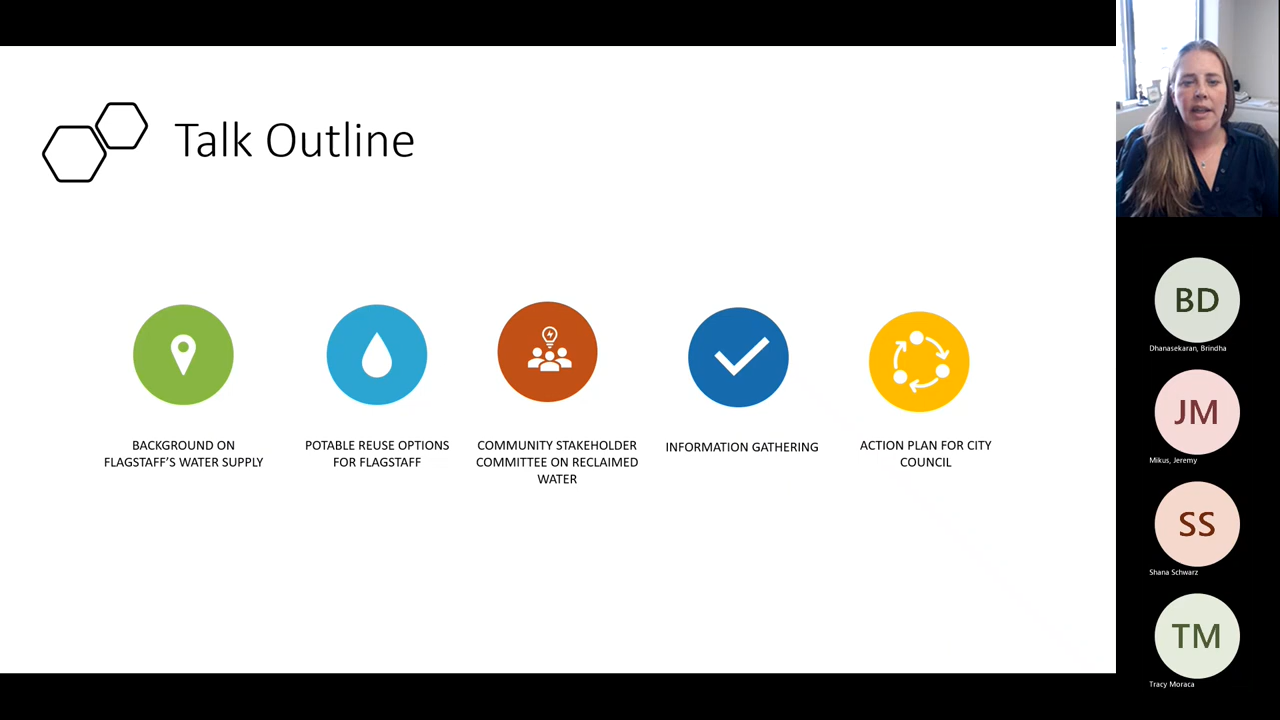 Talk Outline
BACKGROUND ON
FLAGSTAFF'S WATER SUPPLY
POTABLE REUSE OPTIONS
FOR FLAGSTAFF
COMMUNITY STAKEHOLDER
COMMITTEE ON RECLAIMED
WATER
INFORMATION GATHERING
ACTION PLAN FOR CITY
COUNCIL
BD
Dhanasekaran, Brindha
JM
Mikus, Jeremy
SS
Shana Schwarz
TM
Tracy Moraca